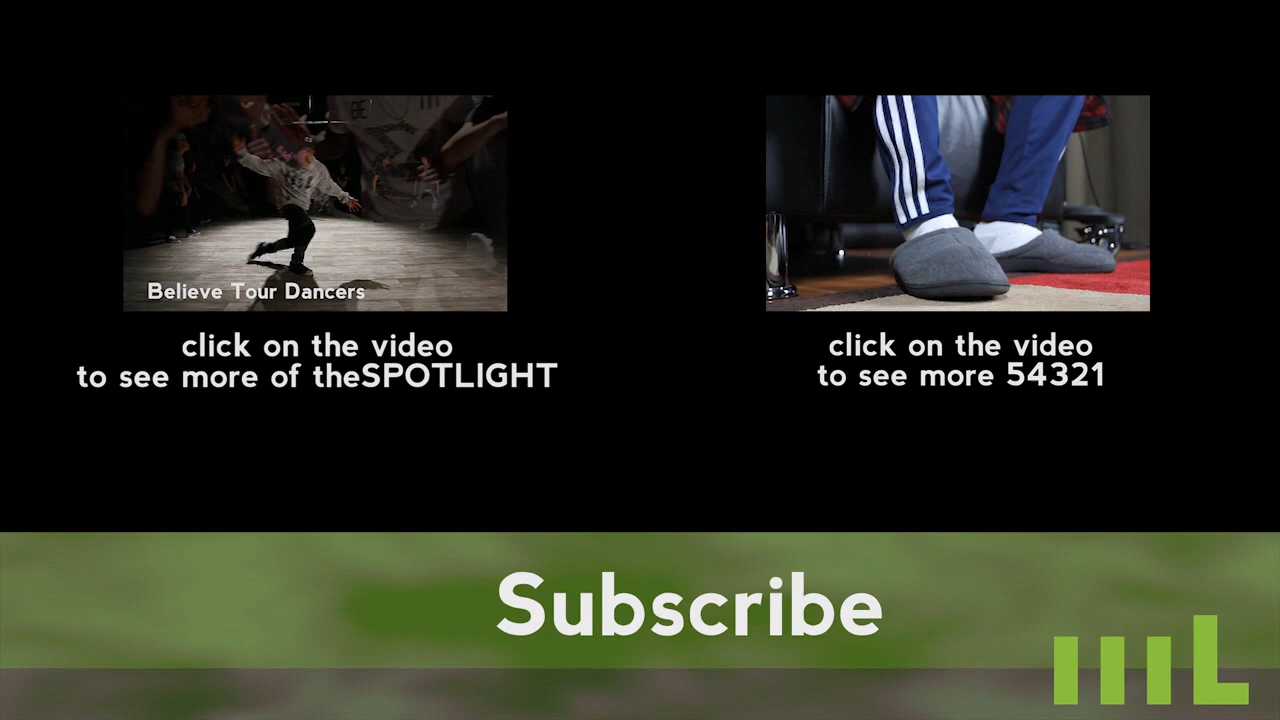 Believe Tour Dancers
click on the video
to see more of theSPOTLIGHT
click on the video
to see more 54321
Subscribe